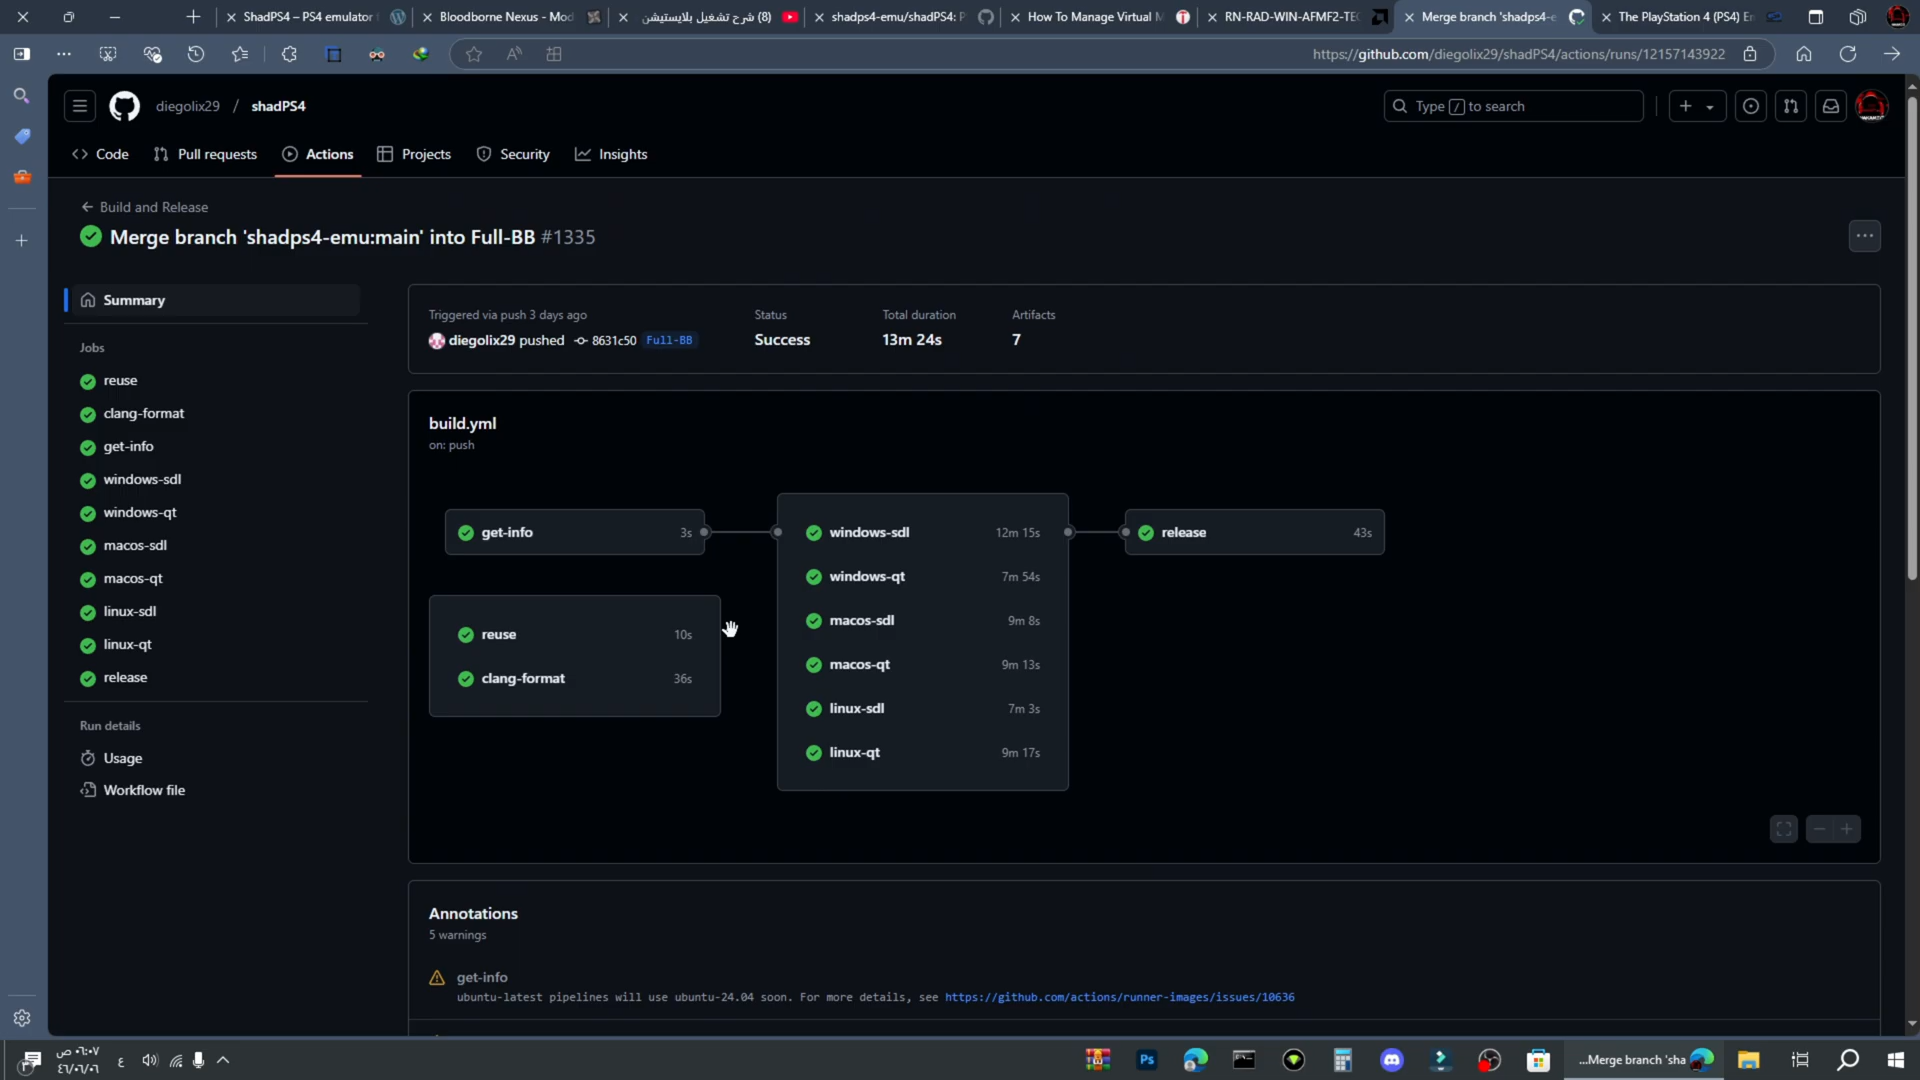 ShadPS4 – PS4 emulator
Bloodborne Nexus - Mod
(8) شرح تشغيل بلايستيشن
shadps4-emu/shadPS4: P
How To Manage Virtual M
RN-RAD-WIN-AFMF2-TEC
Merge branch 'shadps4-e
The PlayStation 4 (PS4) Em
https://github.com/diegolix29/shadPS4/actions/runs/12157143922
diegolix29 / shadPS4
Type / to search
Code
Pull requests
Actions
Projects
Security
Insights
Build and Release
Merge branch 'shadps4-emu:main' into Full-BB #1335
Summary
Jobs
reuse
clang-format
get-info
windows-sdl
windows-qt
macos-sdl
macos-qt
linux-sdl
linux-qt
release
Run details
Usage
Workflow file
Triggered via push 3 days ago
diegolix29 pushed 8631c50 Full-BB
Status
Success
Total duration
13m 24s
Artifacts
7
build.yml
on: push
get-info 3s
reuse 10s
clang-format 36s
windows-sdl 12m 15s
windows-qt 7m 54s
macos-sdl 9m 8s
macos-qt 9m 13s
linux-sdl 7m 3s
linux-qt 9m 17s
release 43s
Annotations
5 warnings
get-info
ubuntu-latest pipelines will use ubuntu-24.04 soon. For more details, see https://github.com/actions/runner-images/issues/10636
٠٦:٠٧ ص
٤٦/٠٦/٠٦
ع
Ps
...Merge branch 'sha